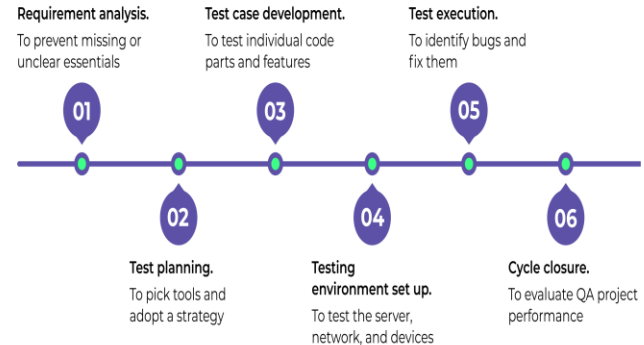 Requirement analysis.
To prevent missing or
unclear essentials
01
Test planning.
To pick tools and
adopt a strategy
02
Test case development.
To test individual code
parts and features
03
Testing
environment set up.
To test the server,
network, and devices
04
Test execution.
To identify bugs and
fix them
05
Cycle closure.
To evaluate QA project
performance
06